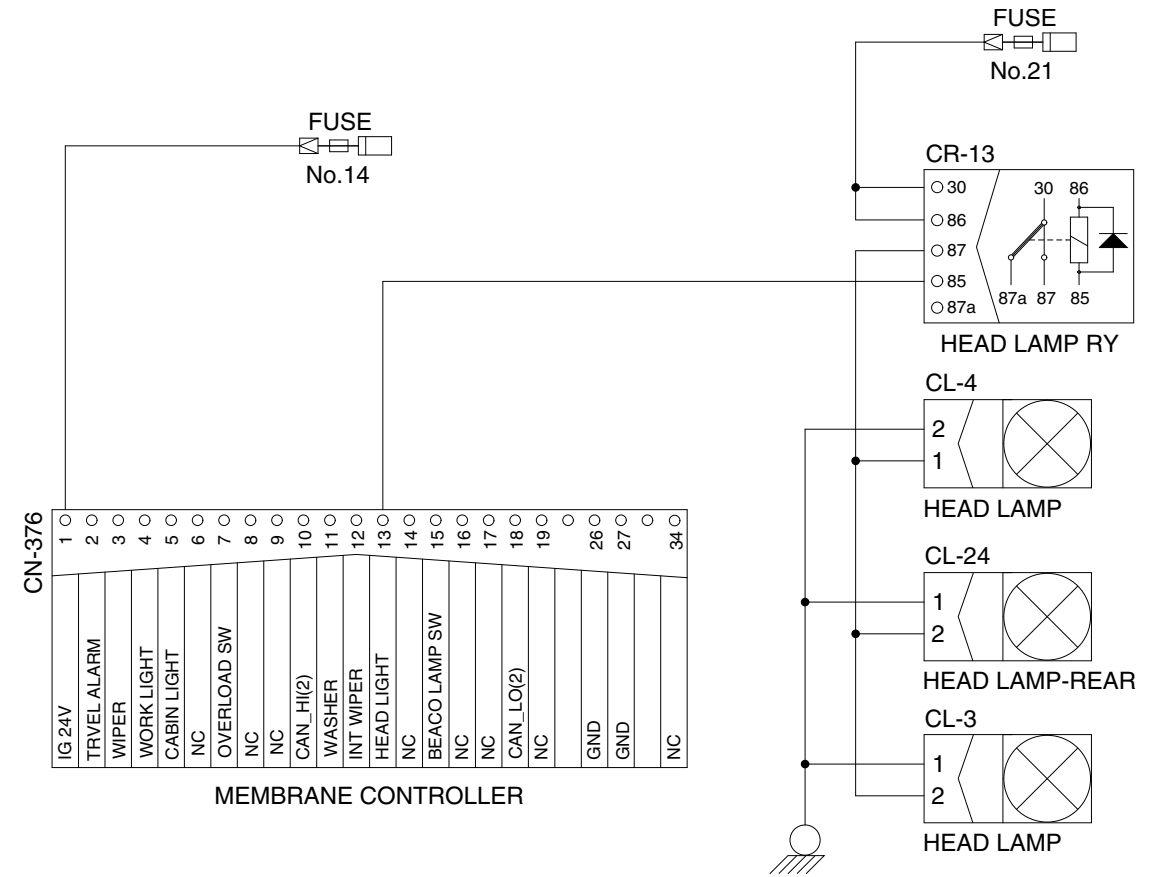 FUSE
No.21
FUSE
No.14
CR-13
30
86
87
85
87a
30 86
87a 87 85
HEAD LAMP RY
CL-4
2
1
HEAD LAMP
CL-24
1
2
HEAD LAMP-REAR
CL-3
1
2
HEAD LAMP
CN-376
1 2 3 4 5 6 7 8 9 10 11 12 13 14 15 16 17 18 19 26 27 34
IG 24V
TRVEL ALARM
WIPER
WORK LIGHT
CABIN LIGHT
NC
OVERLOAD SW
NC
NC
CAN_HI(2)
WASHER
INT WIPER
HEAD LIGHT
NC
BEACO LAMP SW
NC
NC
CAN_LO(2)
NC
GND
GND
NC
MEMBRANE CONTROLLER